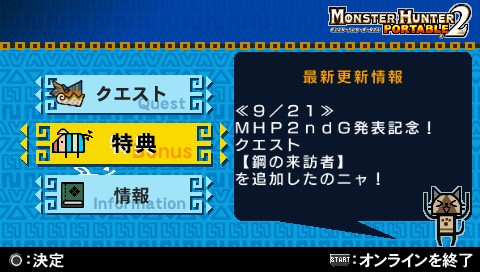 MONSTER HUNTER
PORTABLE 2
クエスト
Quest
特典
Bonus
情報
Information
最新更新情報
≪９／２１≫
ＭＨＰ２ｎｄＧ発表記念！
クエスト
【鋼の来訪者】
を追加したのニャ！
○:決定
START:オンラインを終了